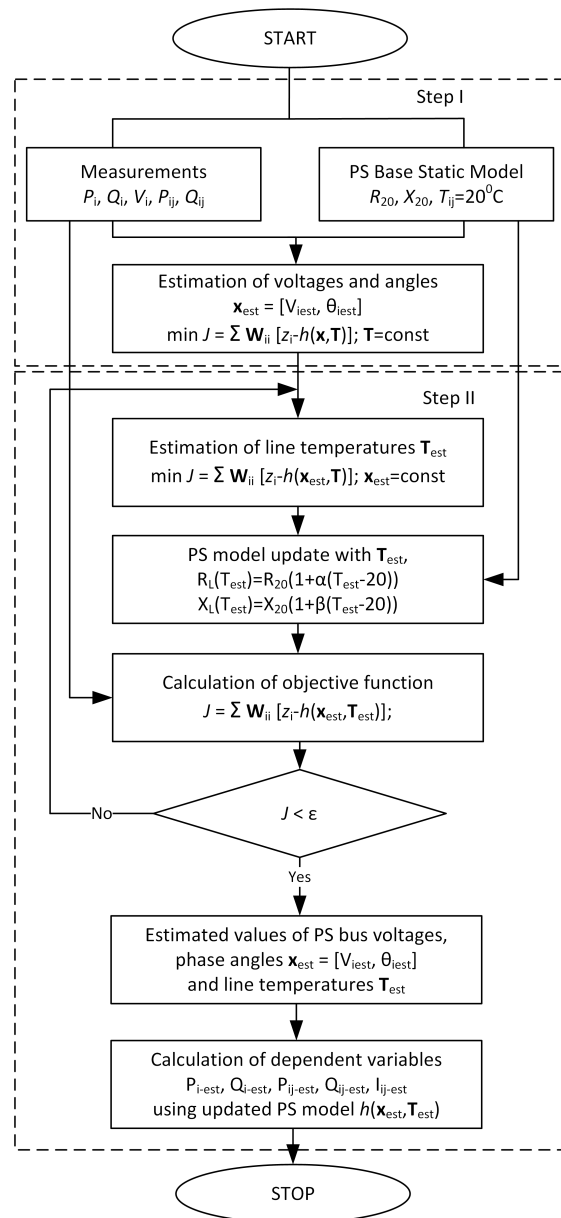 START
Step I
Measurements
Pi, Qi, Vi, Pij, Qij
PS Base Static Model
R20, X20, Tij=20⁰C
Estimation of voltages and angles
xest = [Viest, θiest]
min J = Σ Wii [zi-h(x,T)]; T=const
Step II
Estimation of line temperatures Test
min J = Σ Wii [zi-h(xest,T)]; xest=const
PS model update with Test,
RL(Test)=R20(1+α(Test-20))
XL(Test)=X20(1+β(Test-20))
Calculation of objective function
J = Σ Wii [zi-h(xest,Test)];
No
J < ε
Yes
Estimated values of PS bus voltages,
phase angles xest = [Viest, θiest]
and line temperatures Test
Calculation of dependent variables
Pi-est, Qi-est, Pij-est, Qij-est, Iij-est
using updated PS model h(xest,Test)
STOP